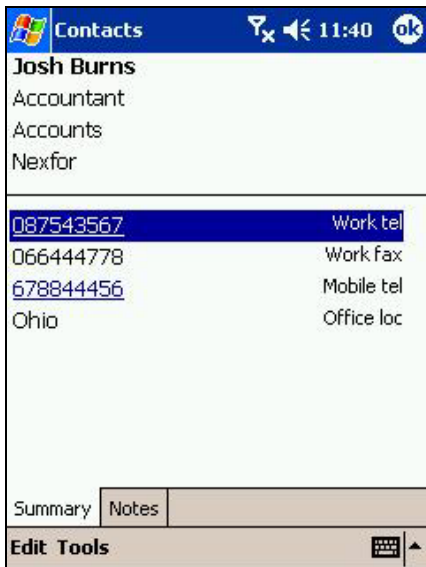 Contacts 11:40 ok
Josh Burns
Accountant
Accounts
Nexfor
087543567 Work tel
066444778 Work fax
678844456 Mobile tel
Ohio Office loc
Summary Notes
Edit Tools